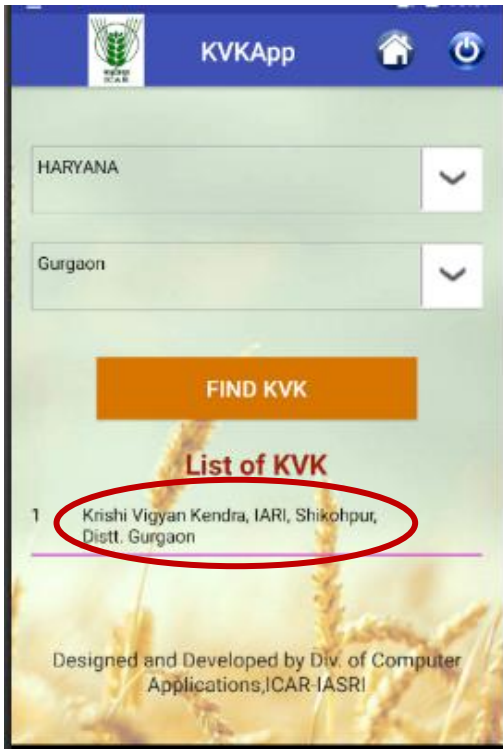 KVKApp
ICAR
HARYANA
Gurgaon
FIND KVK
List of KVK
1 Krishi Vigyan Kendra, IARI, Shikohpur,
Distt. Gurgaon
Designed and Developed by Div. of Computer
Applications,ICAR-IASRI